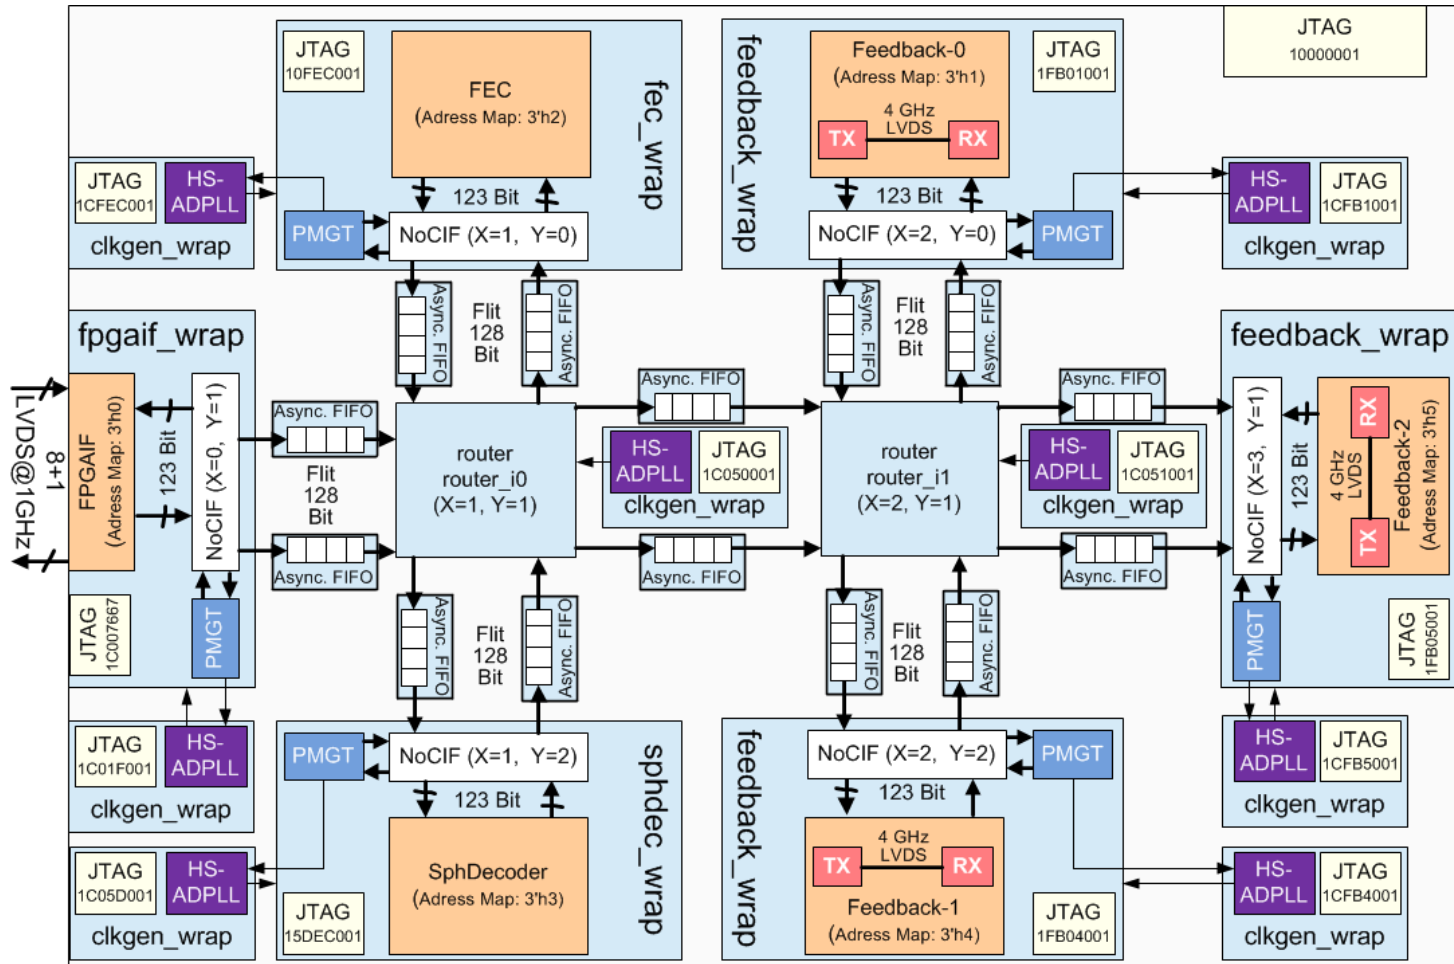 JTAG
10FEC001
FEC
(Adress Map: 3'h2)
fec_wrap
123 Bit
PMGT
NoCIF (X=1, Y=0)
JTAG
1CFEC001
HS-
ADPLL
clkgen_wrap
feedback_wrap
Feedback-0
(Adress Map: 3'h1)
4 GHz
LVDS
TX
RX
JTAG
1FB01001
123 Bit
NoCIF (X=2, Y=0)
PMGT
JTAG
10000001
HS-
ADPLL
JTAG
1CFB1001
clkgen_wrap
Async. FIFO
Flit
128
Bit
Async. FIFO
Async. FIFO
Flit
128
Bit
Async. FIFO
fpgaif_wrap
LVDS@1GHz
8+1
FPGAIF
(Adress Map: 3'h0)
123 Bit
NoCIF (X=0, Y=1)
PMGT
JTAG
1C007667
Async. FIFO
Flit
128
Bit
Async. FIFO
router
router_i0
(X=1, Y=1)
Async. FIFO
HS-
ADPLL
JTAG
1C050001
clkgen_wrap
Async. FIFO
router
router_i1
(X=2, Y=1)
Async. FIFO
HS-
ADPLL
JTAG
1C051001
clkgen_wrap
Async. FIFO
feedback_wrap
NoCIF (X=3, Y=1)
123 Bit
RX
4 GHz
LVDS
TX
Feedback-2
(Adress Map: 3'h5)
PMGT
JTAG
1FB05001
Async. FIFO
Flit
128
Bit
Async. FIFO
Async. FIFO
Flit
128
Bit
Async. FIFO
JTAG
1C01F001
HS-
ADPLL
clkgen_wrap
JTAG
1C05D001
HS-
ADPLL
clkgen_wrap
PMGT
NoCIF (X=1, Y=2)
123 Bit
SphDecoder
(Adress Map: 3'h3)
JTAG
15DEC001
sphdec_wrap
feedback_wrap
NoCIF (X=2, Y=2)
PMGT
123 Bit
4 GHz
LVDS
TX
RX
Feedback-1
(Adress Map: 3'h4)
JTAG
1FB04001
HS-
ADPLL
JTAG
1CFB5001
clkgen_wrap
HS-
ADPLL
JTAG
1CFB4001
clkgen_wrap